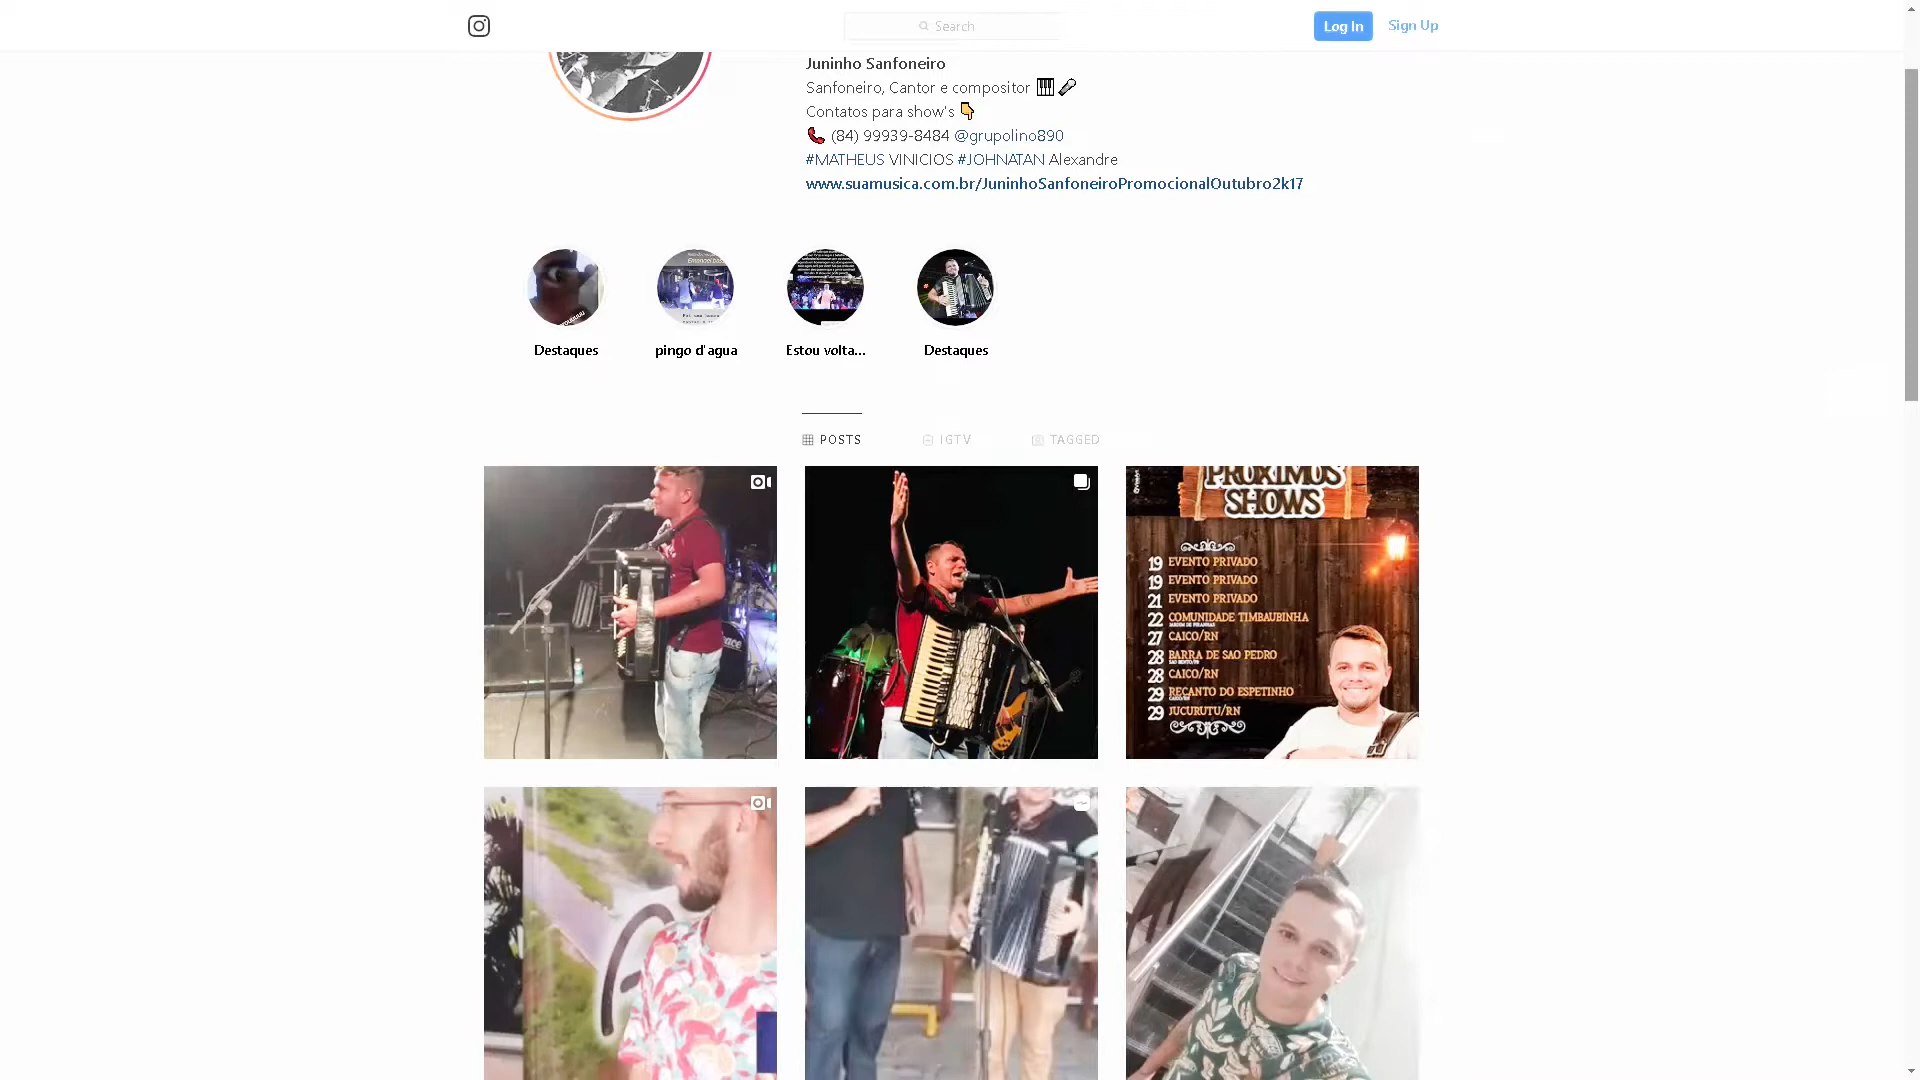 Search
Log In
Sign Up
Juninho Sanfoneiro
Sanfoneiro, Cantor e compositor 🎹🎤
Contatos para show's 👇
📞 (84) 99939-8484 @grupolino890
#MATHEUS VINICIOS #JOHNATAN Alexandre
www.suamusica.com.br/JuninhoSanfoneiroPromocionalOutubro2k17
Destaques
pingo d'agua
Estou volta...
Destaques
POSTS
IGTV
TAGGED
PRÓXIMOS
SHOWS
19 EVENTO PRIVADO
19 EVENTO PRIVADO
21 EVENTO PRIVADO
22 COMUNIDADE TIMBAUBINHA
27 CAICO/RN
28 BARRA DE SAO PEDRO
28 CAICO/RN
29 RECANTO DO ESPETINHO
29 JUCURUTU/RN